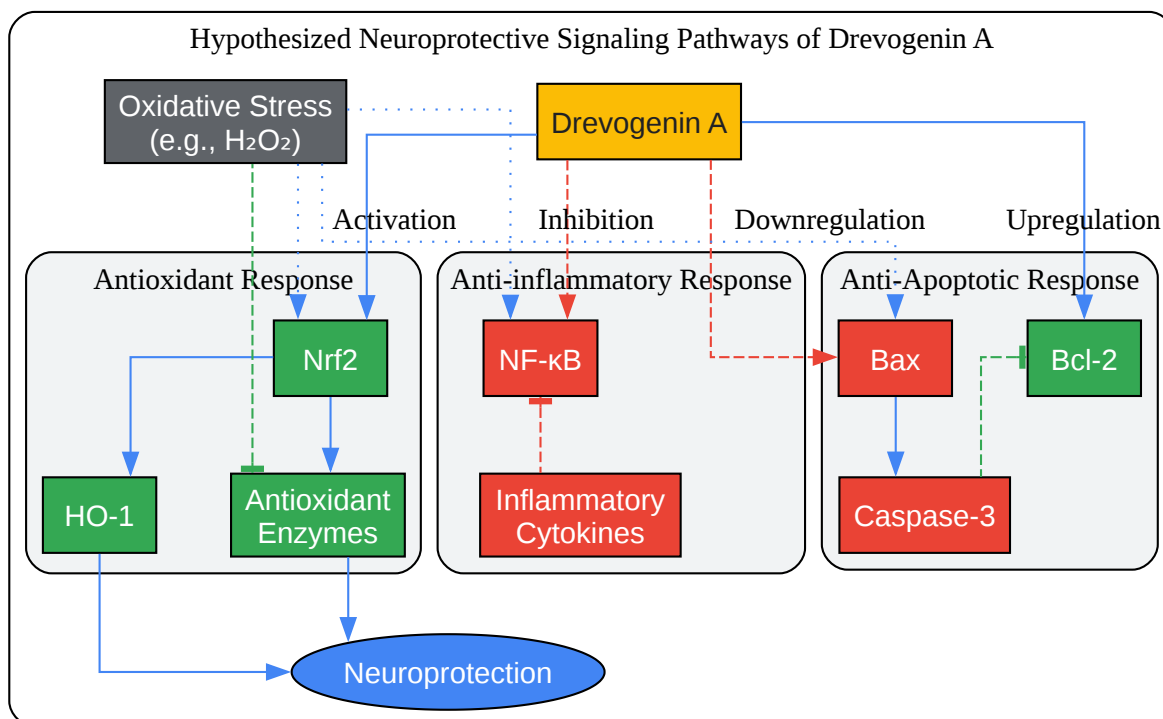 Hypothesized Neuroprotective Signaling Pathways of Drevogenin A
Oxidative Stress
(e.g., H₂O₂)
Drevogenin A
Activation
Inhibition
Downregulation
Upregulation
Antioxidant Response
Anti-inflammatory Response
Anti-Apoptotic Response
Nrf2
NF-κB
Bax
Bcl-2
HO-1
Antioxidant
Enzymes
Inflammatory
Cytokines
Caspase-3
Neuroprotection